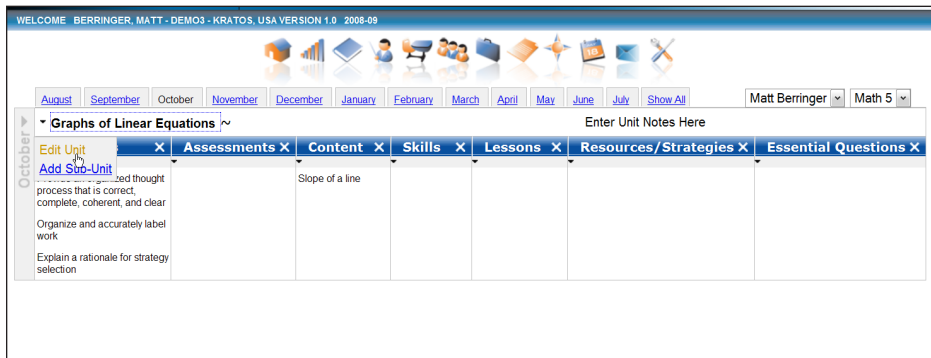 WELCOME BERRINGER, MATT - DEMO3 - KRATOS, USA VERSION 1.0 2008-09
18
August September October November December January February March April May June July Show All Matt Berringer Math 5
Graphs of Linear Equations ~ Enter Unit Notes Here
October
Edit Unit
Add Sub-Unit
X Assessments X Content X Skills X Lessons X Resources/Strategies X Essential Questions X
thought
process that is correct,
complete, coherent, and clear
Organize and accurately label
work
Explain a rationale for strategy
selection
Slope of a line